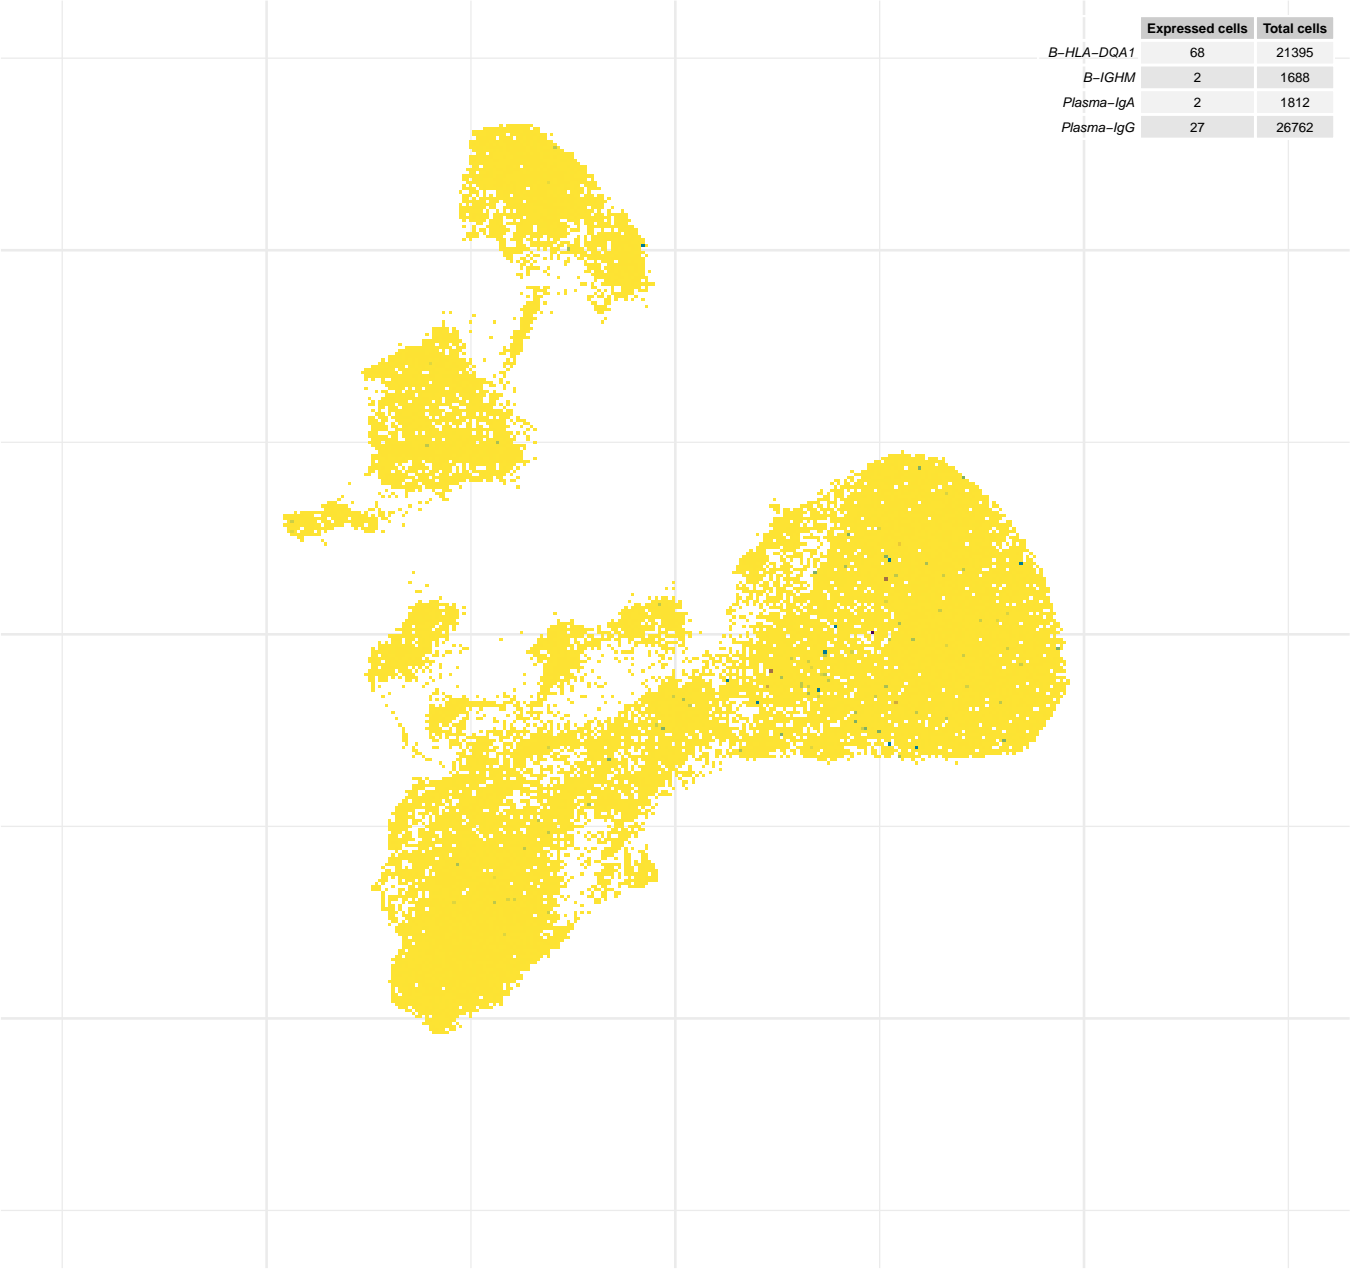 Expressed cells Total cells
B−HLA−DQA1 68 21395
B−IGHM 2 1688
Plasma−IgA 2 1812
Plasma−IgG 27 26762